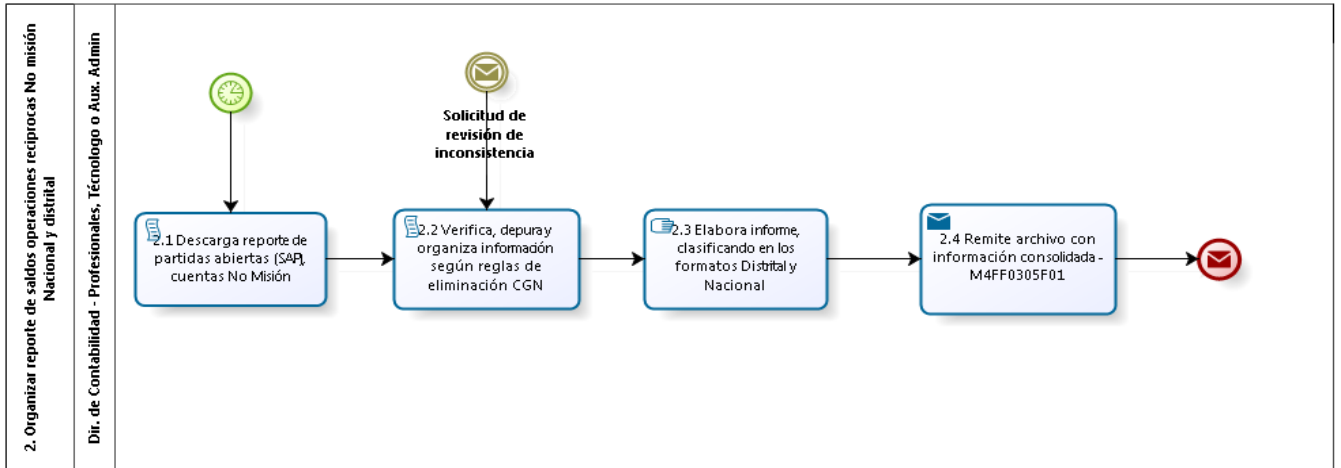 2. Organizar reporte de saldos operaciones reciprocas No misión
Nacional y distrital
Dir. de Contabilidad - Profesionales, Técnologo o Aux. Admin
Solicitud de
revisión de
inconsistencia
2.1 Descarga reporte de
partidas abiertas (SAP),
cuentas No Misión
2.2 Verifica, depura y
organiza información
según reglas de
eliminación CGN
2.3 Elabora informe,
clasificando en los
formatos Distrital y
Nacional
2.4 Remite archivo con
información consolidada -
M4FF0305F01